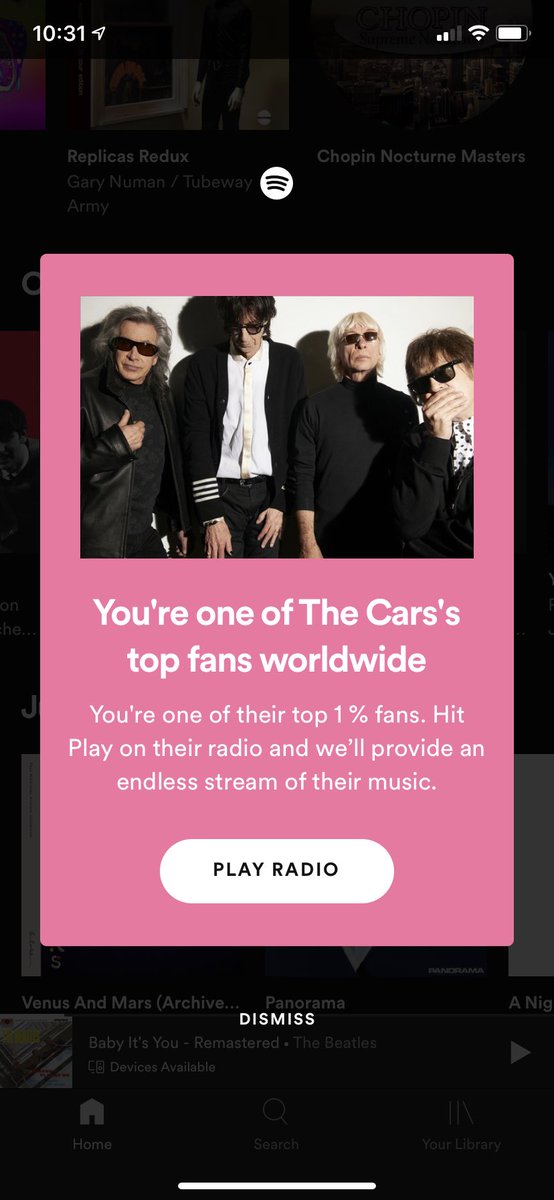 10:31
CHOPIN
Replicas Redux
Chopin Nocturne Masters
Gary Numan / Tubeway
Army
You're one of The Cars's
top fans worldwide
You're one of their top 1 % fans. Hit
Play on their radio and we’ll provide an
endless stream of their music.
PLAY RADIO
PANORAMA
Venus And Mars (Archive...
Panorama
A Nig
DISMISS
Baby It's You - Remastered • The Beatles
Devices Available
Home
Search
Your Library